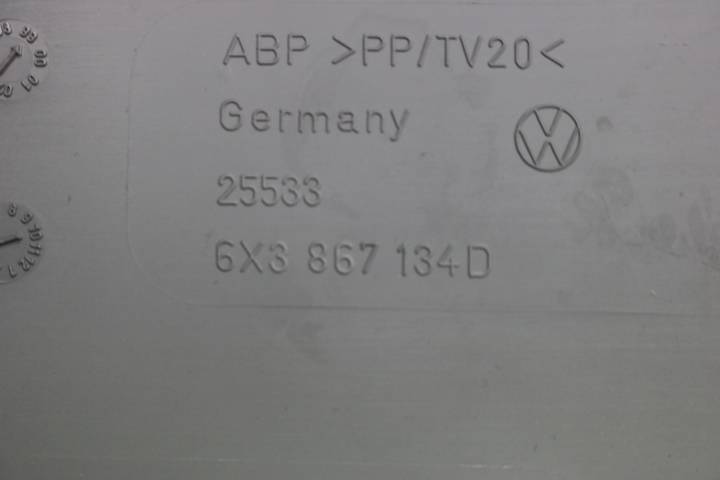 ABP >PP/TV20<
Germany
25533
6X3 867 134D